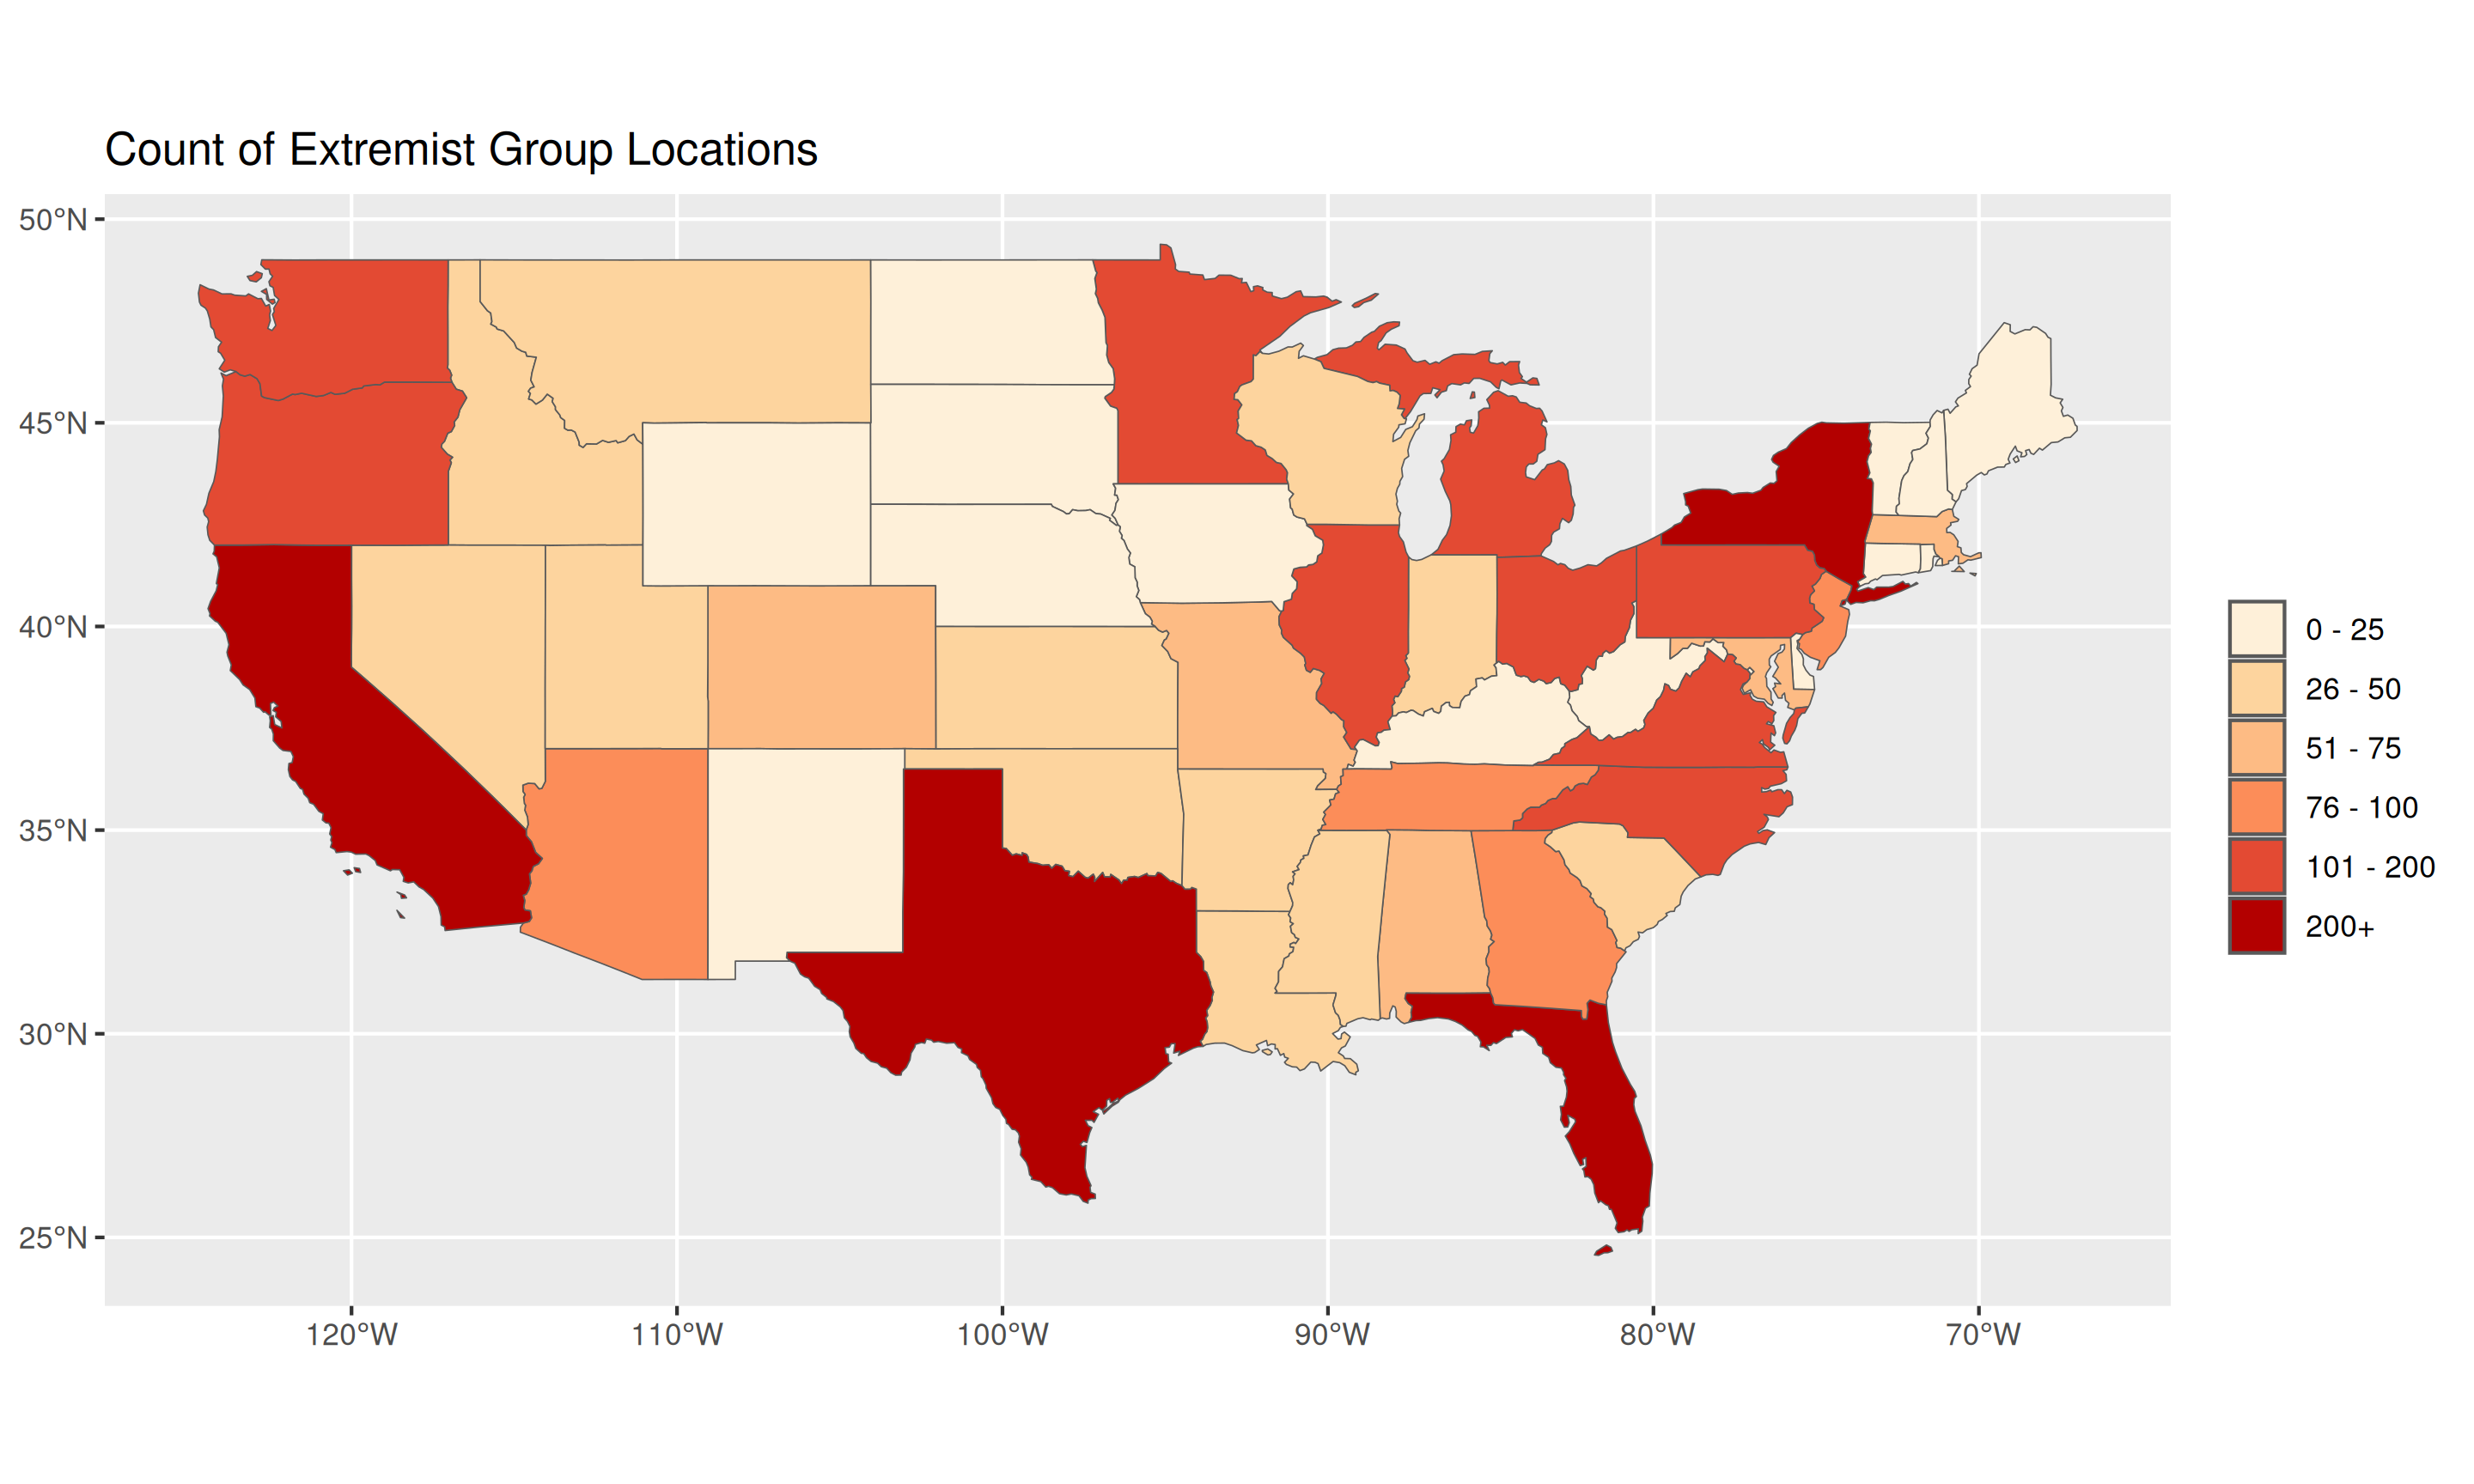 Count of Extremist Group Locations
50°N
45°N
40°N
35°N
30°N
25°N
120°W
110°W
100°W
90°W
80°W
70°W
0 - 25
26 - 50
51 - 75
76 - 100
101 - 200
200+